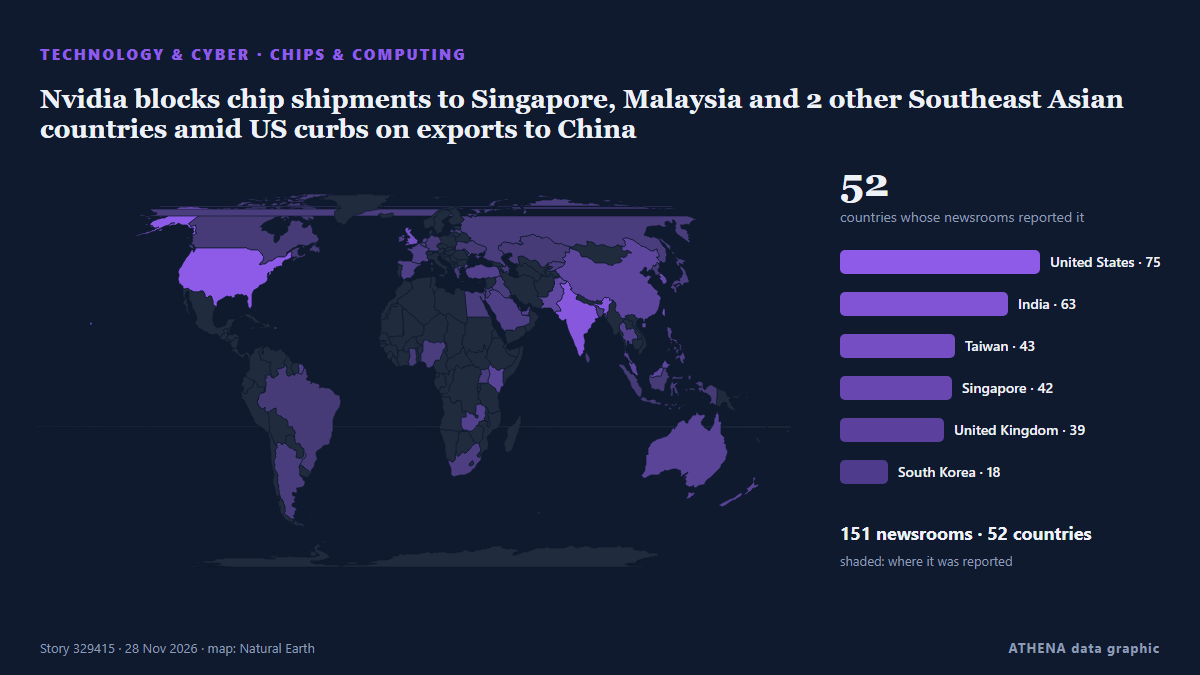 TECHNOLOGY & CYBER · CHIPS & COMPUTING
Nvidia blocks chip shipments to Singapore, Malaysia and 2 other Southeast Asian
countries amid US curbs on exports to China
52
countries whose newsrooms reported it
United States · 75
India · 63
Taiwan · 43
Singapore · 42
United Kingdom · 39
South Korea · 18
151 newsrooms · 52 countries
shaded: where it was reported
Story 329415 · 28 Nov 2026 · map: Natural Earth
ATHENA data graphic